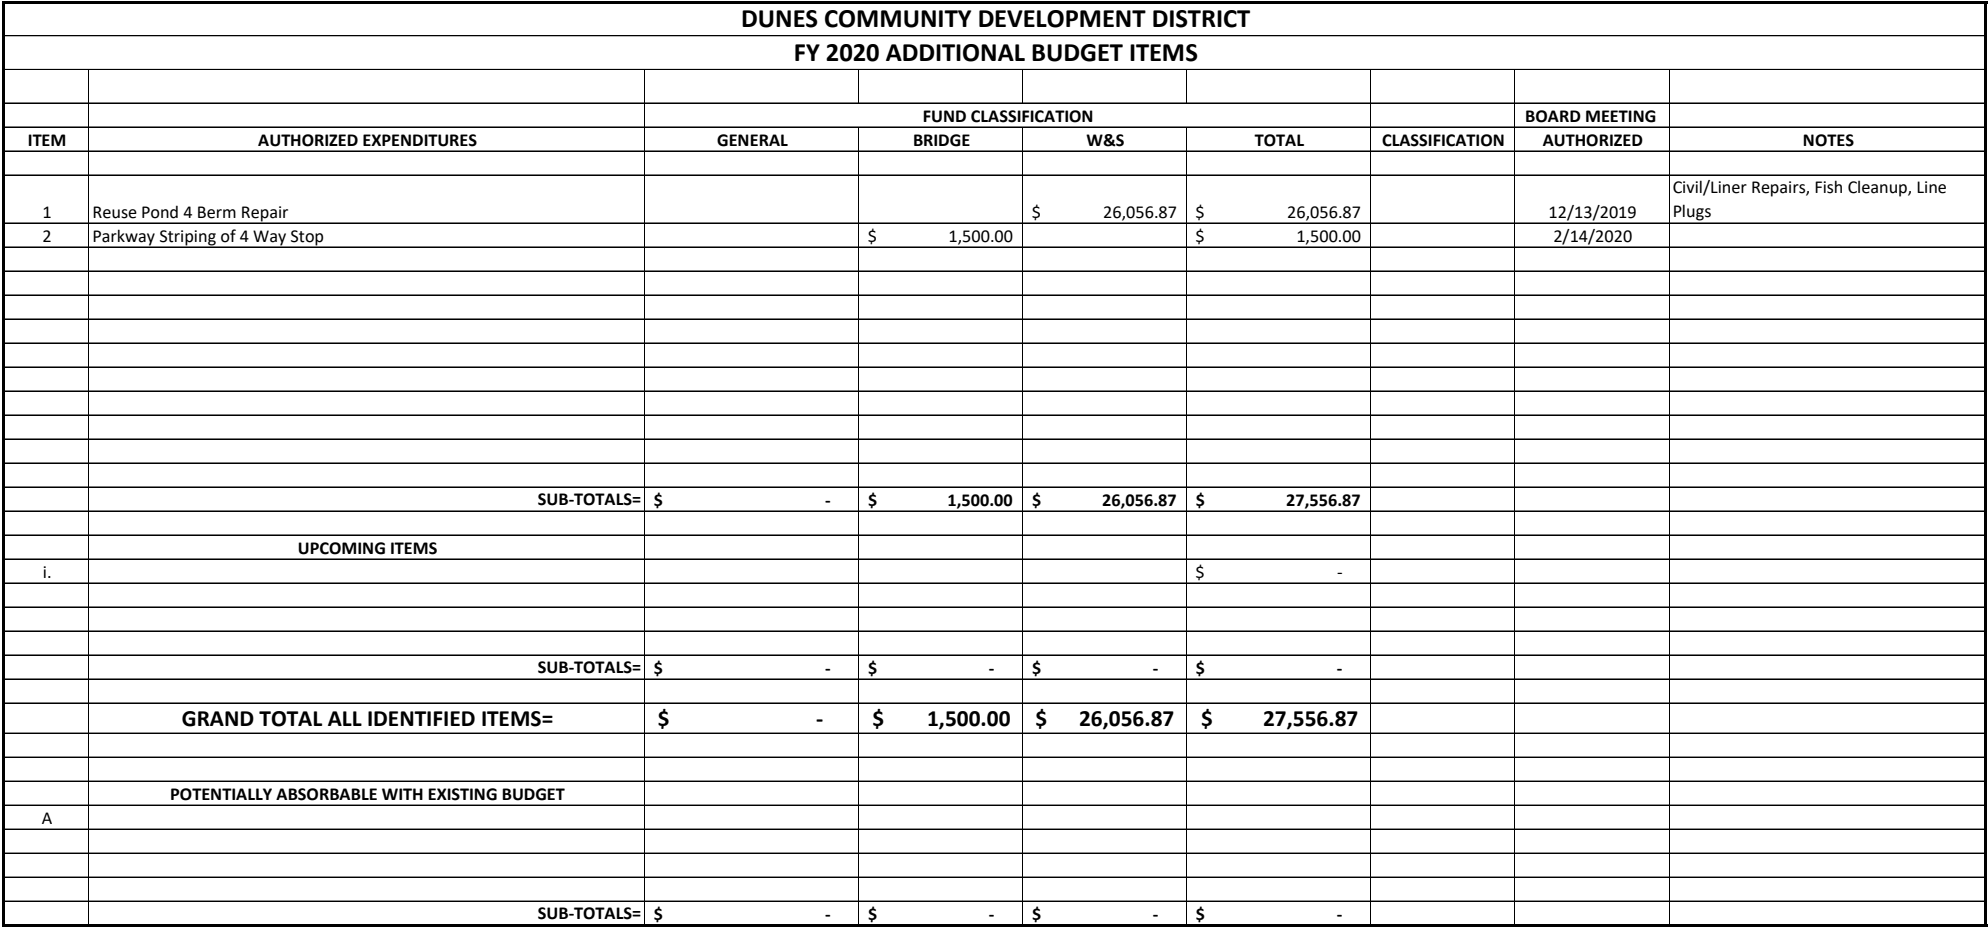 DUNES COMMUNITY DEVELOPMENT DISTRICT
FY 2020 ADDITIONAL BUDGET ITEMS
FUND CLASSIFICATION BOARD MEETING
ITEM AUTHORIZED EXPENDITURES GENERAL BRIDGE W&S TOTAL CLASSIFICATION AUTHORIZED NOTES
Civil/Liner Repairs, Fish Cleanup, Line
1 Reuse Pond 4 Berm Repair $ 26,056.87 $ 26,056.87 12/13/2019 Plugs
2 Parkway Striping of 4 Way Stop $ 1,500.00 $ 1,500.00 2/14/2020
SUB-TOTALS= $ - $ 1,500.00 $ 26,056.87 $ 27,556.87
UPCOMING ITEMS
i. $ -
SUB-TOTALS= $ - $ - $ - $ -
GRAND TOTAL ALL IDENTIFIED ITEMS= $ - $ 1,500.00 $ 26,056.87 $ 27,556.87
POTENTIALLY ABSORBABLE WITH EXISTING BUDGET
A
SUB-TOTALS= $ - $ - $ - $ -